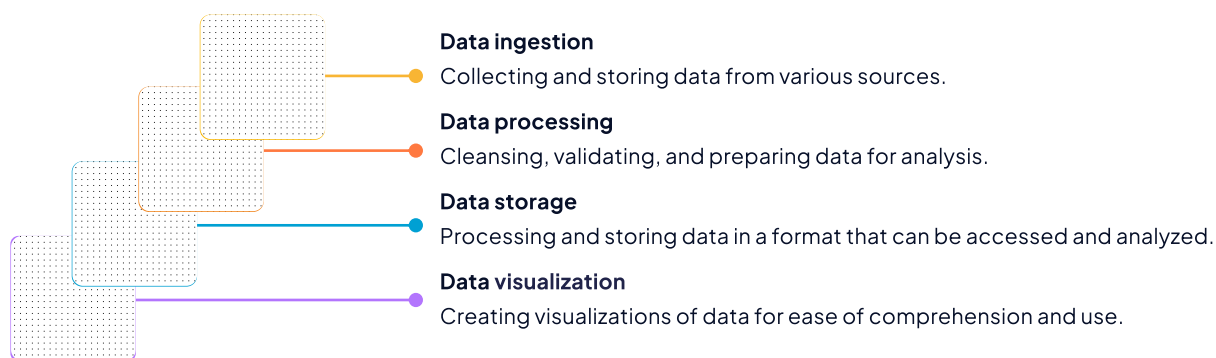 Data ingestion
Collecting and storing data from various sources.
Data processing
Cleansing, validating, and preparing data for analysis.
Data storage
Processing and storing data in a format that can be accessed and analyzed.
Data visualization
Creating visualizations of data for ease of comprehension and use.